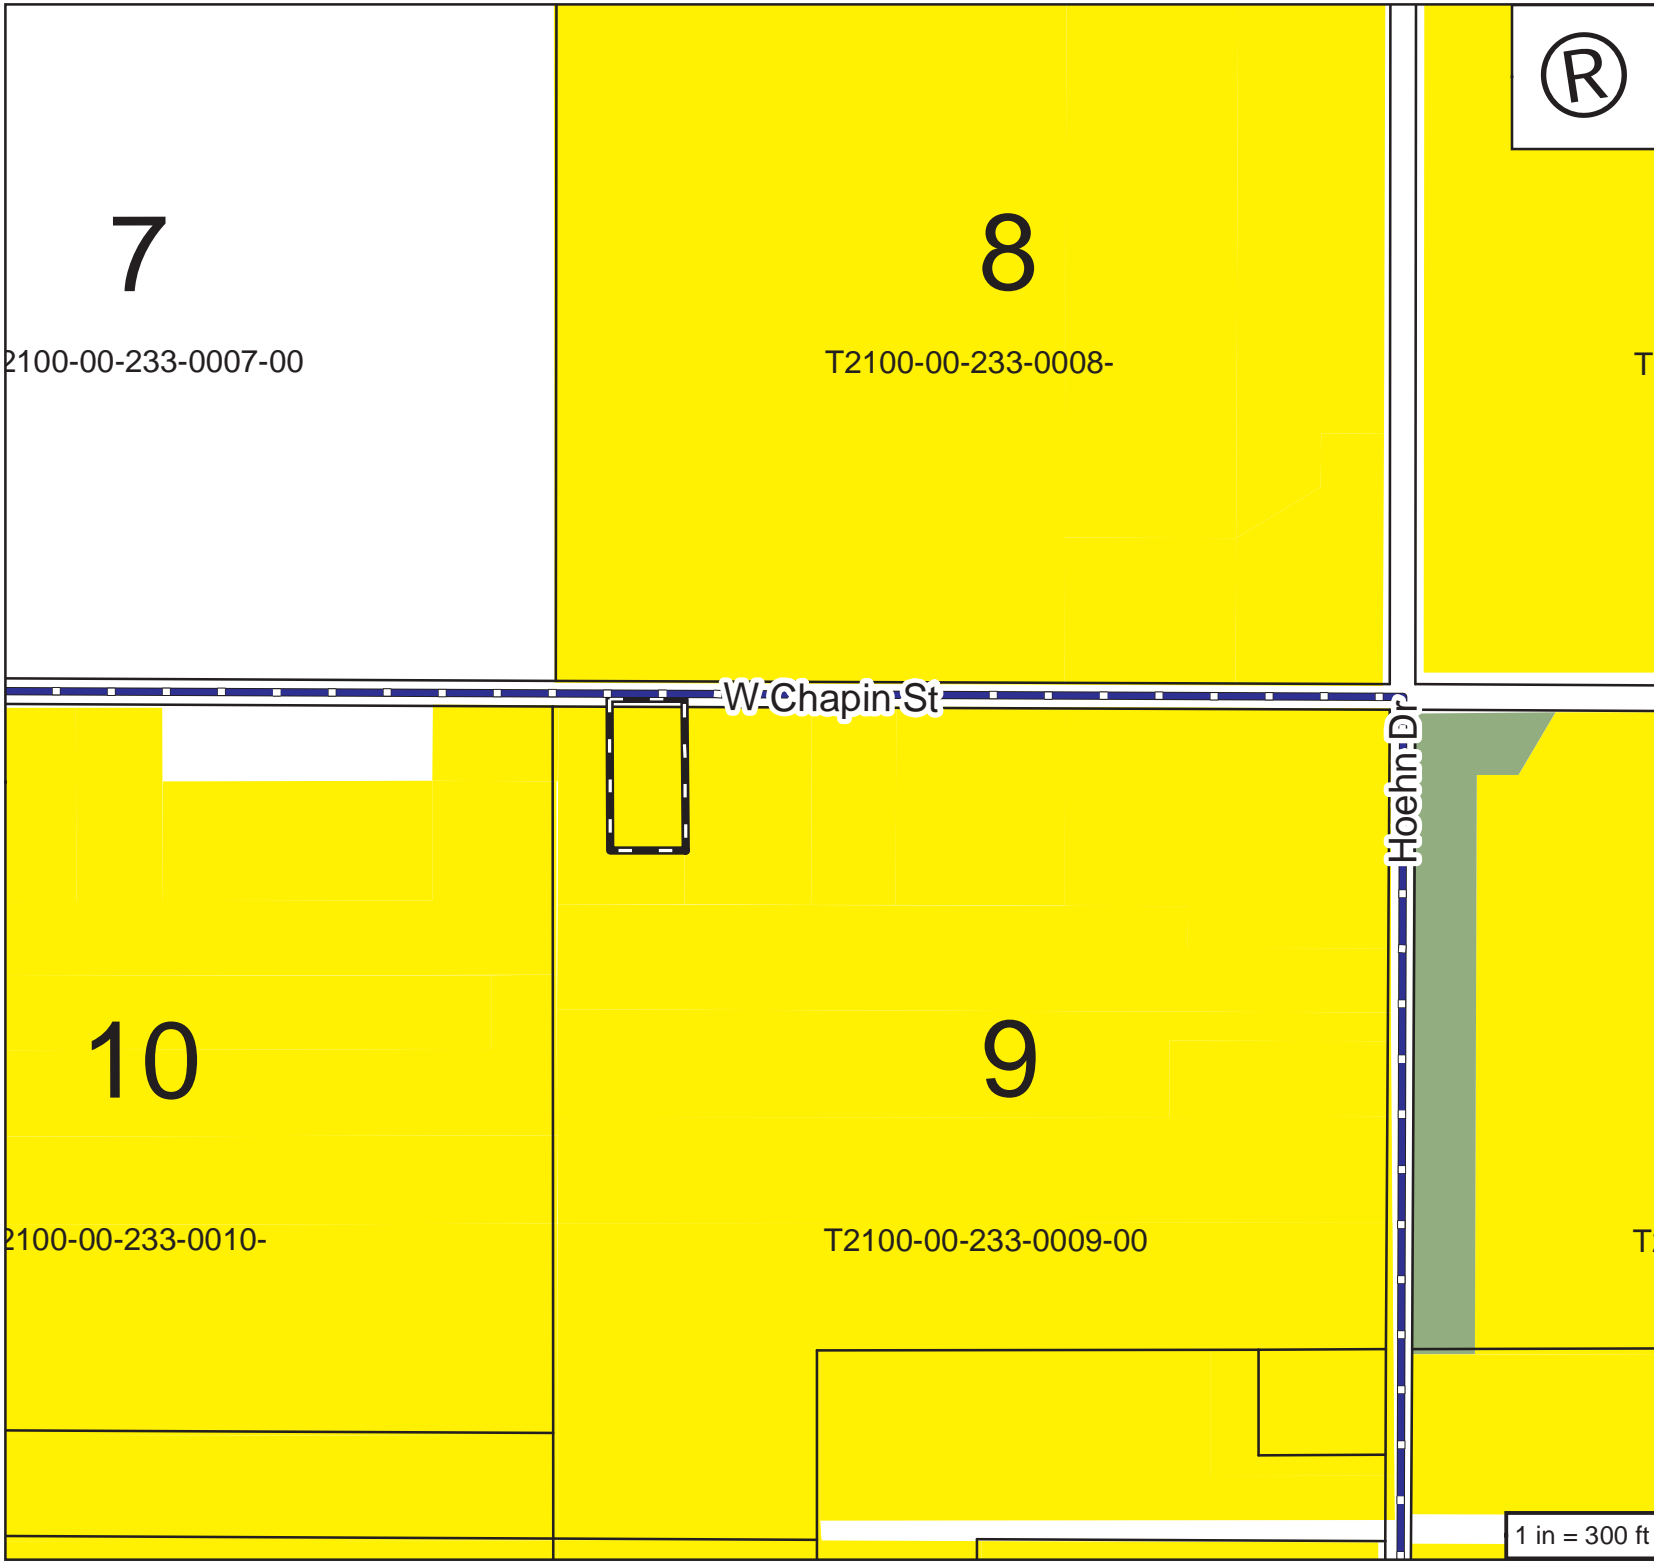 ®
7
8
2100-00-233-0007-00
T2100-00-233-0008-
T
W Chapin St
Hoehn Dr
10
9
2100-00-233-0010-
T2100-00-233-0009-00
T2
1 in = 300 ft